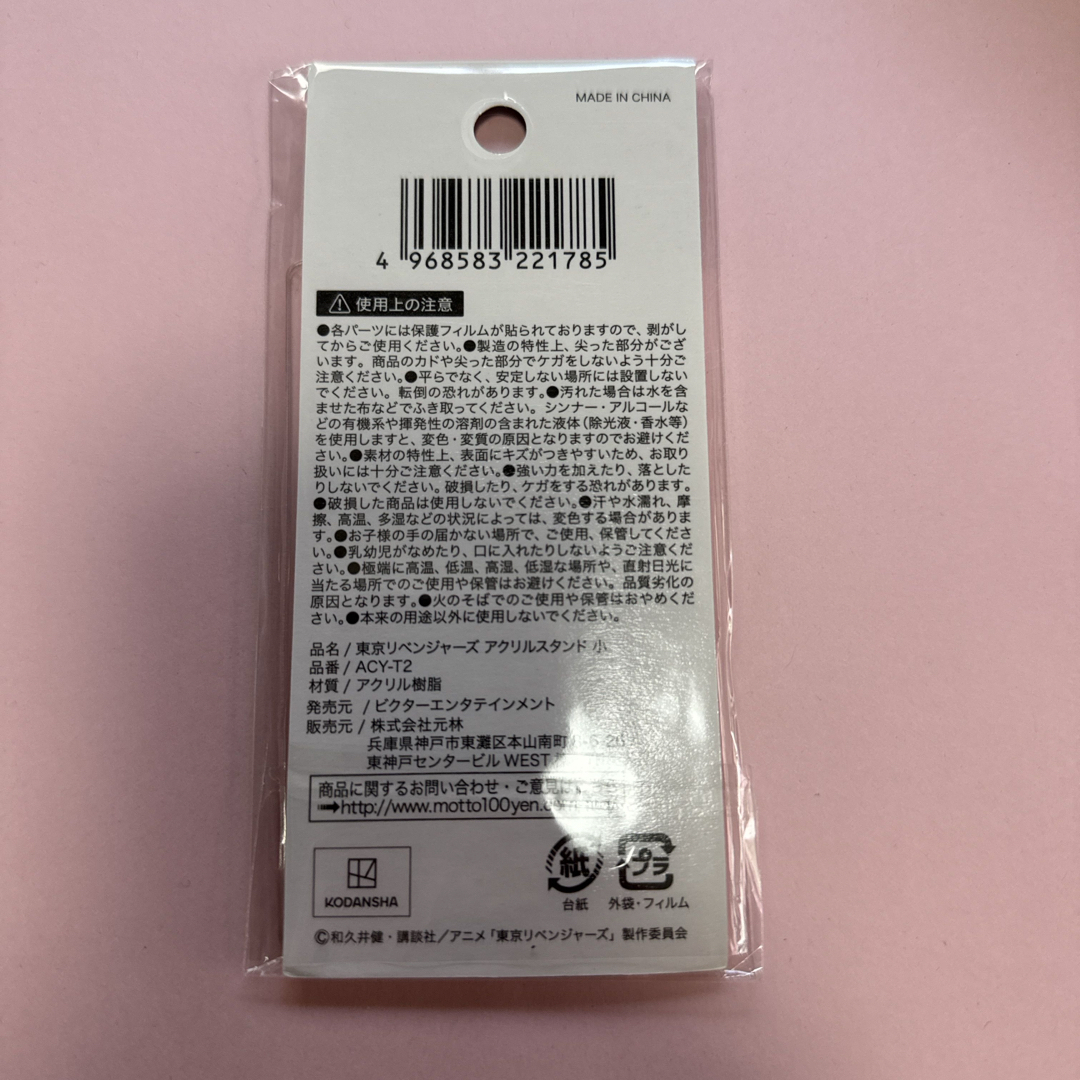 MADE IN CHINA
4 968583 221785
使用上の注意
●各パーツには保護フィルムが貼られておりますので、剥がし
てからご使用ください。●製造の特性上、尖った部分がござ
います。商品のカドや尖った部分でケガをしないよう十分ご
注意ください。●平らでなく、安定しない場所には設置しない
でください。転倒の恐れがあります。●汚れた場合は水を含
ませた布などでふき取ってください。シンナー・アルコールな
どの有機系や揮発性の溶剤の含まれた液体(除光液・香水等)
を使用しますと、変色・変質の原因となりますのでお避けくだ
さい。●素材の特性上、表面にキズがつきやすいため、お取り
扱いには十分ご注意ください。●強い力を加えたり、落とした
りしないでください。破損したり、ケガをする恐れがあります。
●破損した商品は使用しないでください。●汗や水濡れ、摩
擦、高温、多湿などの状況によっては、変色する場合がありま
す。●お子様の手の届かない場所で、ご使用、保管してくださ
い。●乳幼児がなめたり、口に入れたりしないようご注意くだ
さい。●極端に高温、低温、高湿、低湿な場所や、直射日光に
当たる場所でのご使用や保管はお避けください。品質劣化の
原因となります。●火のそばでのご使用や保管はおやめくだ
さい。●本来の用途以外に使用しないでください。
品名 / 東京リベンジャーズ アクリルスタンド 小
品番 / ACY-T2
材質 / アクリル樹脂
発売元 / ビクターエンタテインメント
販売元 / 株式会社元林
兵庫県神戸市東灘区本山南町
東神戸センタービル WEST
商品に関するお問い合わせ・ご意見は
http://www.motto100yen.
KODANSHA
紙 プラ
台紙 外袋・フィルム
©和久井健・講談社/アニメ「東京リベンジャーズ」製作委員会